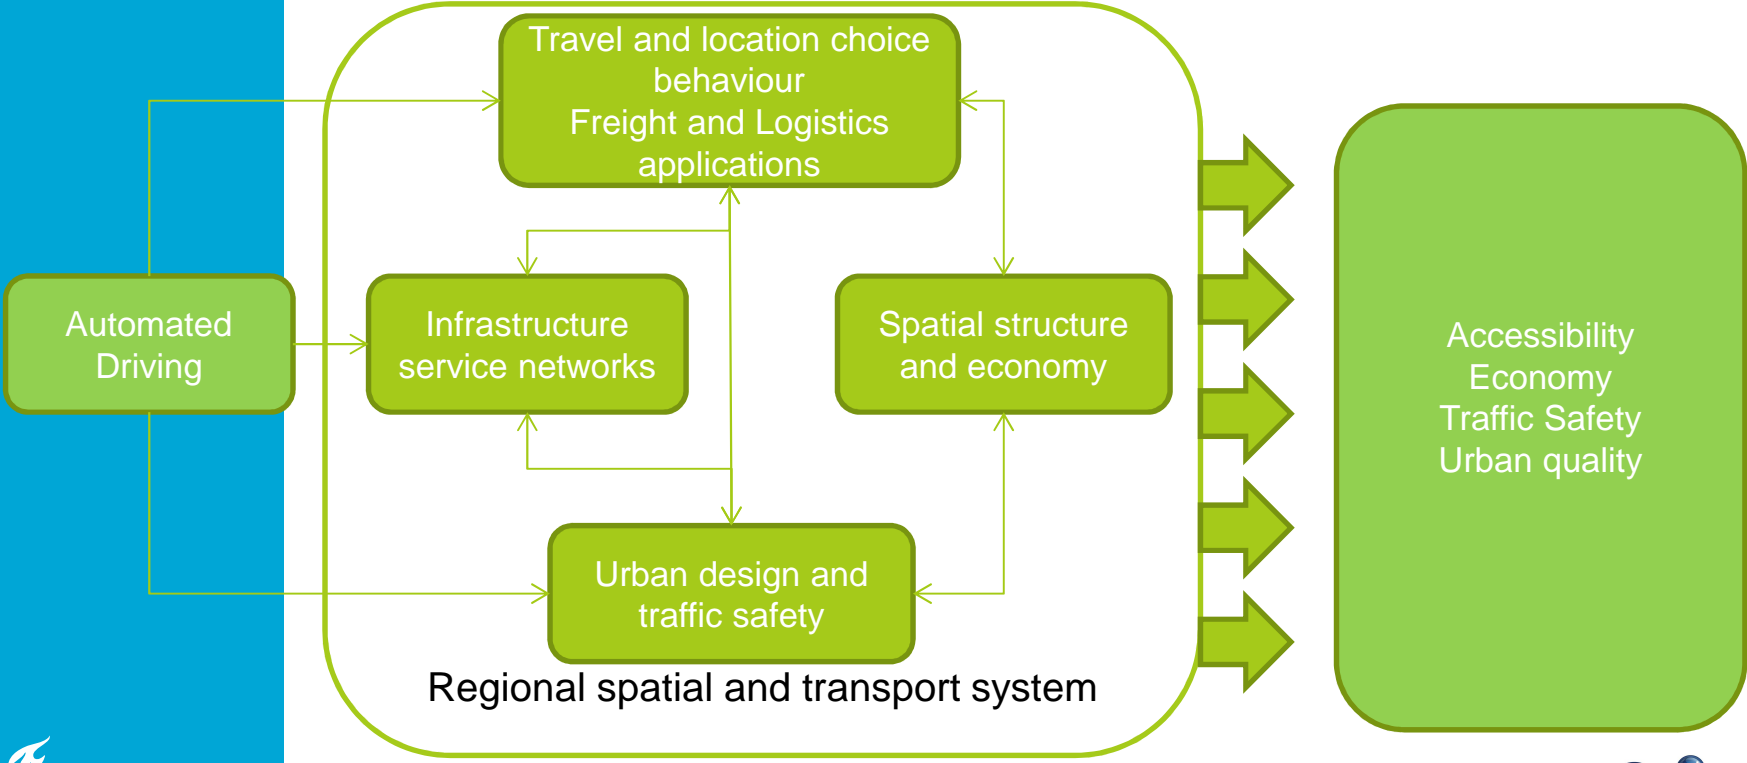 Travel and location choice
behaviour
Freight and Logistics
applications
Automated
Driving
Infrastructure
service networks
Spatial structure
and economy
Accessibility
Economy
Traffic Safety
Urban quality
Urban design and
traffic safety
Regional spatial and transport system